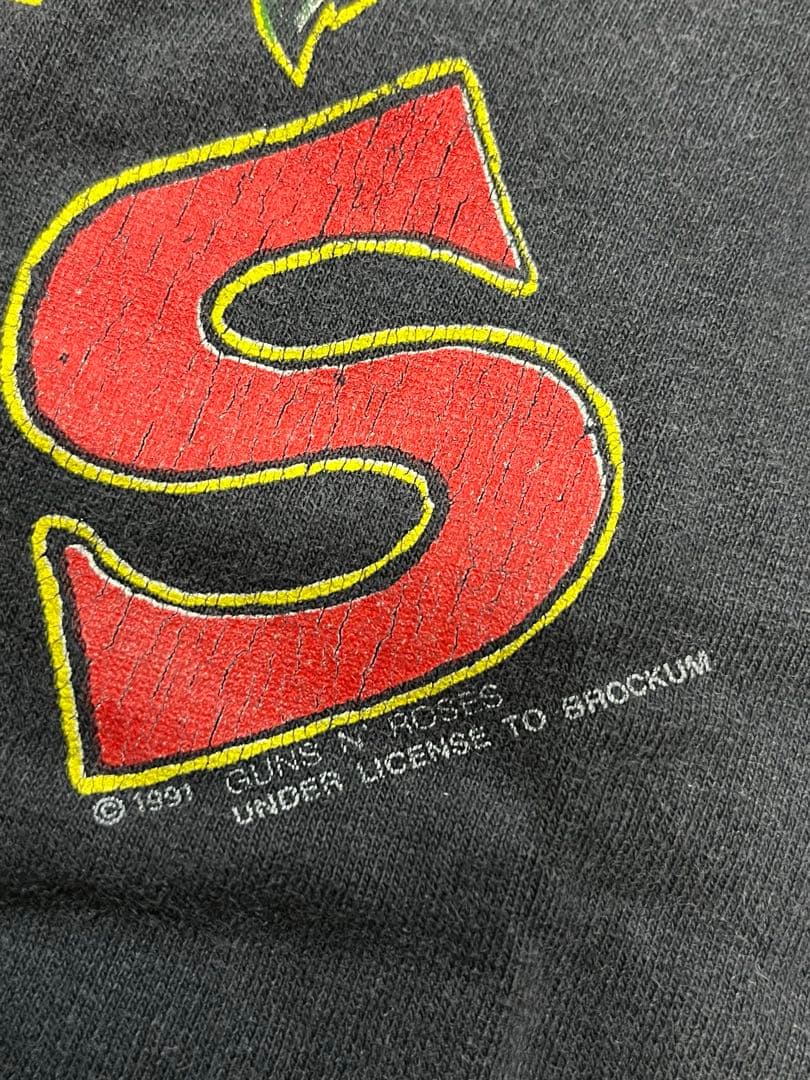 S
© 1991 GUNS N' ROSES
UNDER LICENSE TO BROCKUM